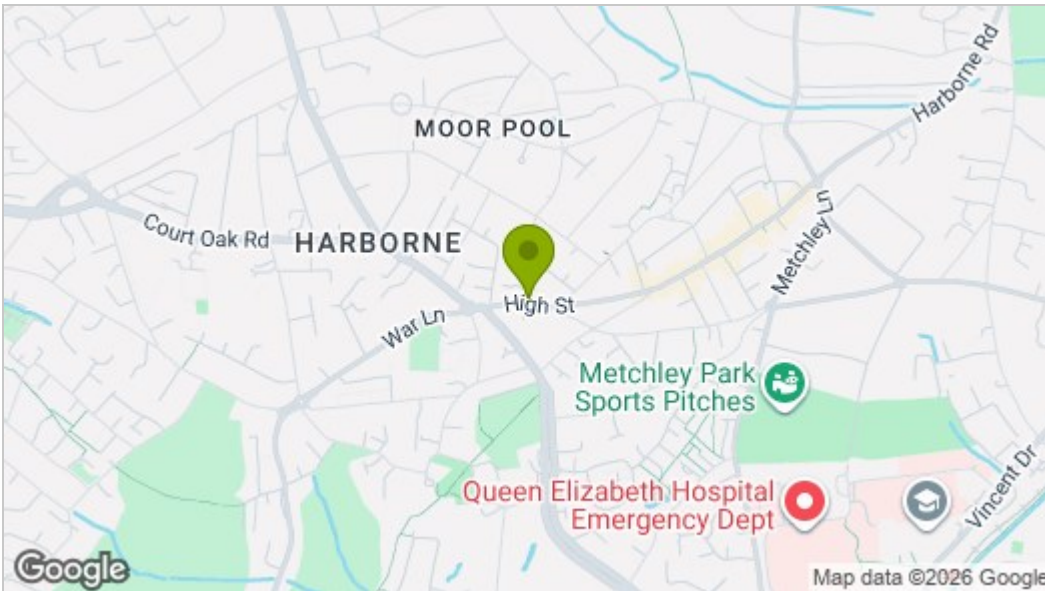 MOOR POOL
Harborne Rd
Court Oak Rd
HARBORNE
Metchley Ln
High St
War Ln
Metchley Park
Sports Pitches
Queen Elizabeth Hospital
Emergency Dept
Vincent Dr
Google
Map data ©2026 Google